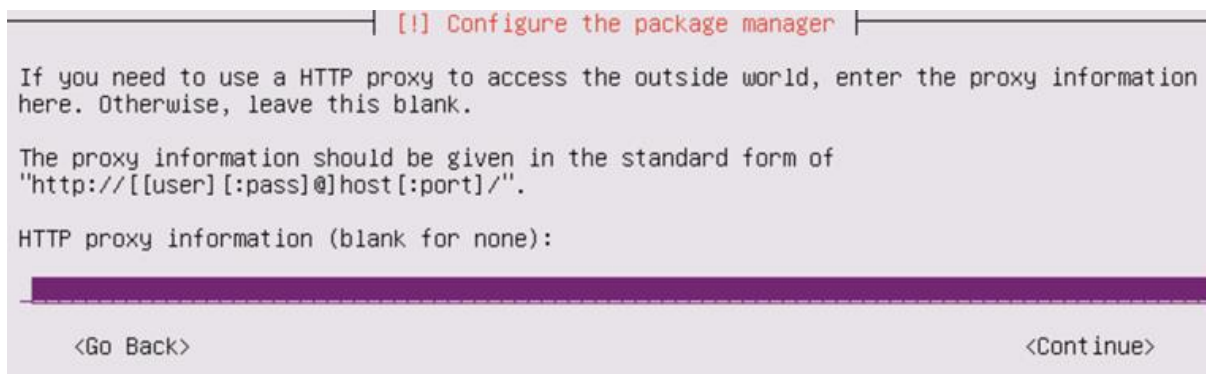 [!] Configure the package manager
If you need to use a HTTP proxy to access the outside world, enter the proxy information
here. Otherwise, leave this blank.
The proxy information should be given in the standard form of
"http://[[user][:pass]@]host[:port]/".
HTTP proxy information (blank for none):
<Go Back> <Continue>